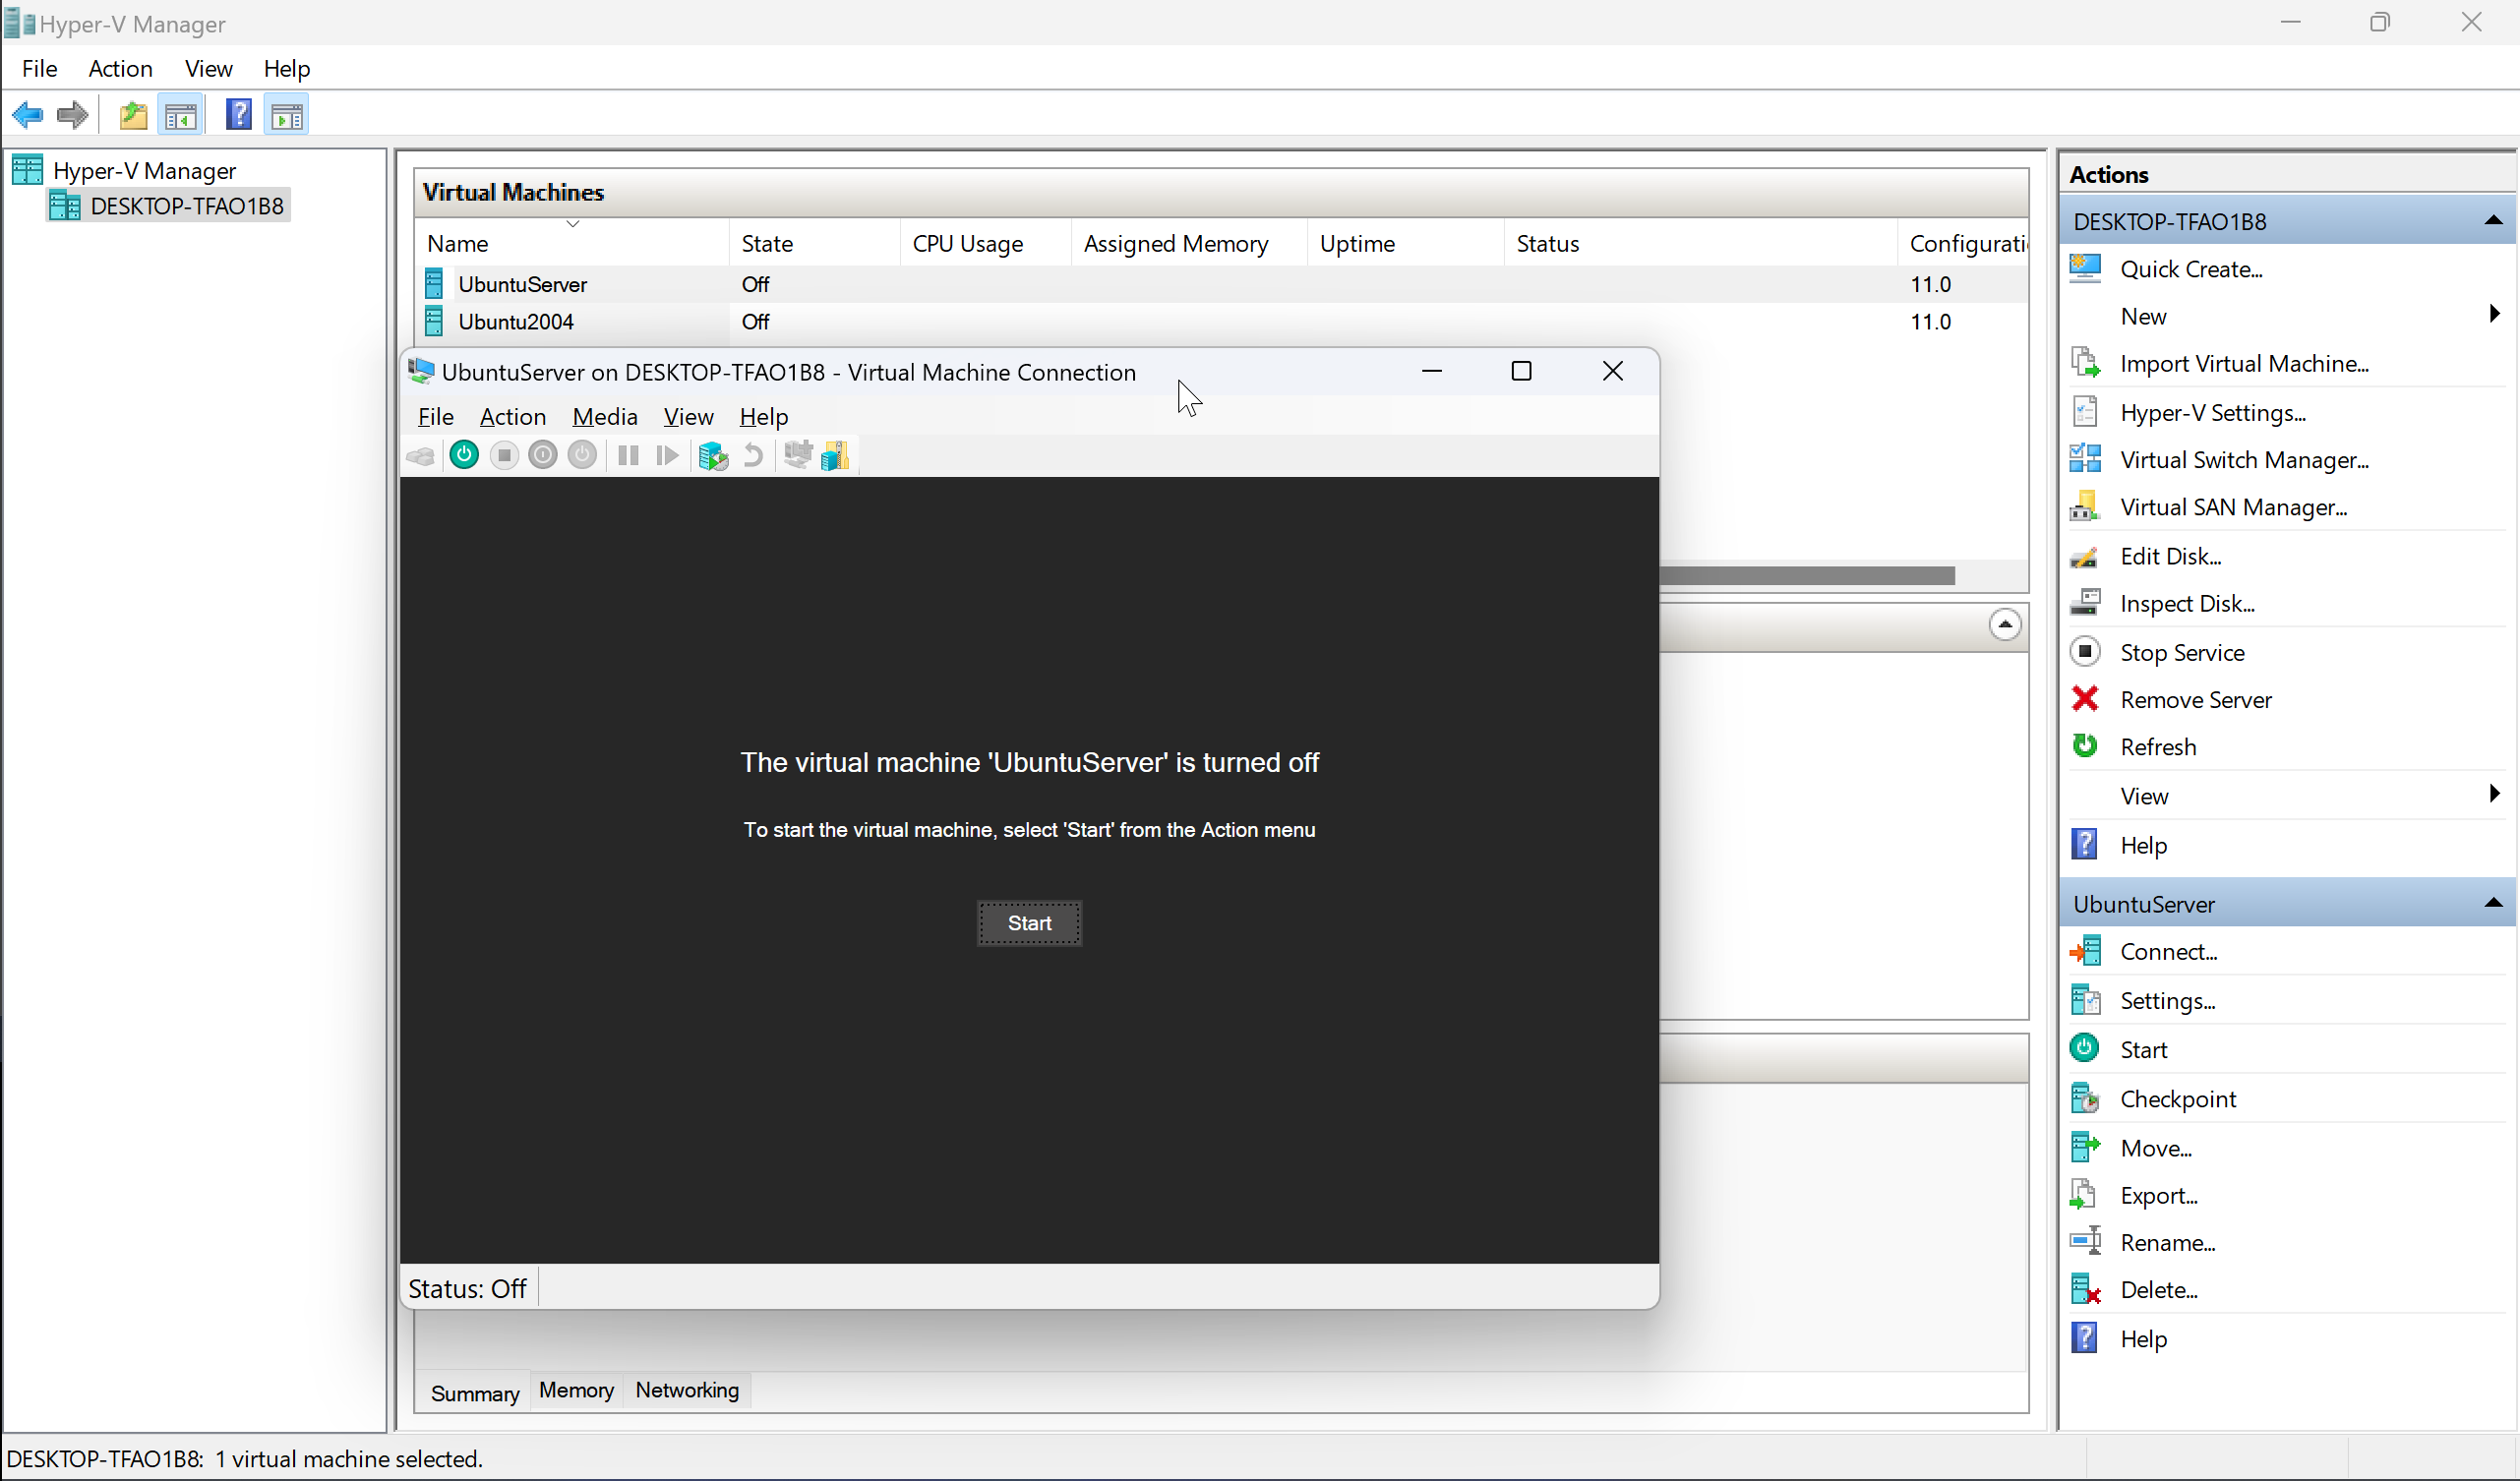 Hyper-V Manager
File Action View Help
Hyper-V Manager
DESKTOP-TFAO1B8
Virtual Machines
Name State CPU Usage Assigned Memory Uptime Status Configurati
UbuntuServer Off 11.0
Ubuntu2004 Off 11.0
UbuntuServer on DESKTOP-TFAO1B8 - Virtual Machine Connection
File Action Media View Help
The virtual machine 'UbuntuServer' is turned off
To start the virtual machine, select 'Start' from the Action menu
Start
Status: Off
Summary Memory Networking
Actions
DESKTOP-TFAO1B8
Quick Create...
New
Import Virtual Machine...
Hyper-V Settings...
Virtual Switch Manager...
Virtual SAN Manager...
Edit Disk...
Inspect Disk...
Stop Service
Remove Server
Refresh
View
Help
UbuntuServer
Connect...
Settings...
Start
Checkpoint
Move...
Export...
Rename...
Delete...
Help
DESKTOP-TFAO1B8: 1 virtual machine selected.